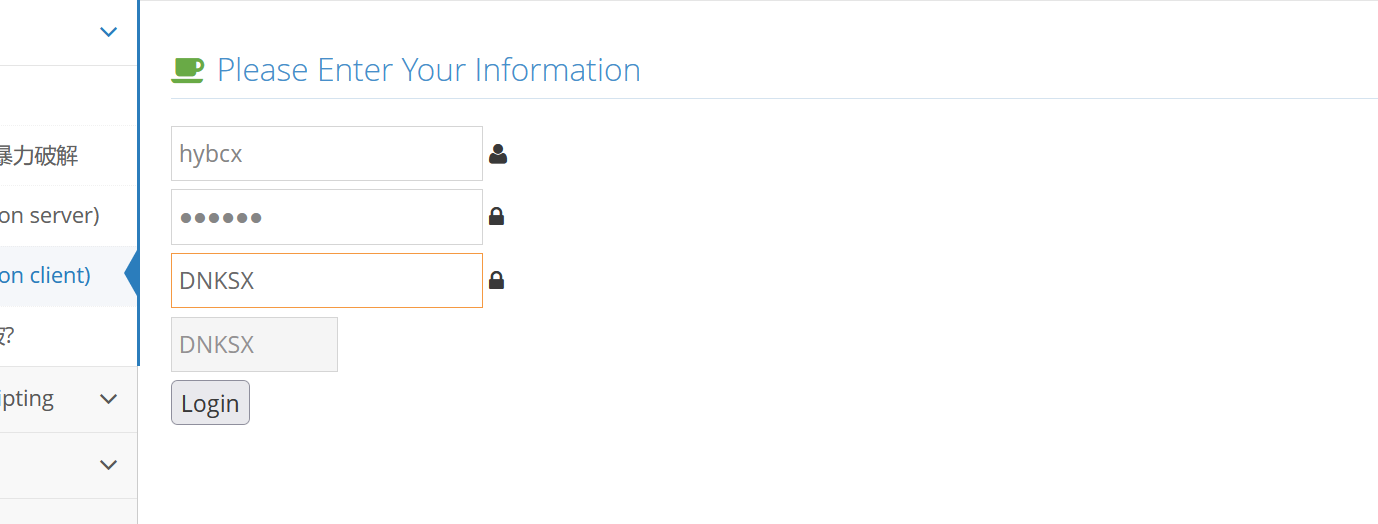 Please Enter Your Information
hybcx
暴力破解
••••••
on server)
DNKSX
on client)
DNKSX
?
ipting
Login